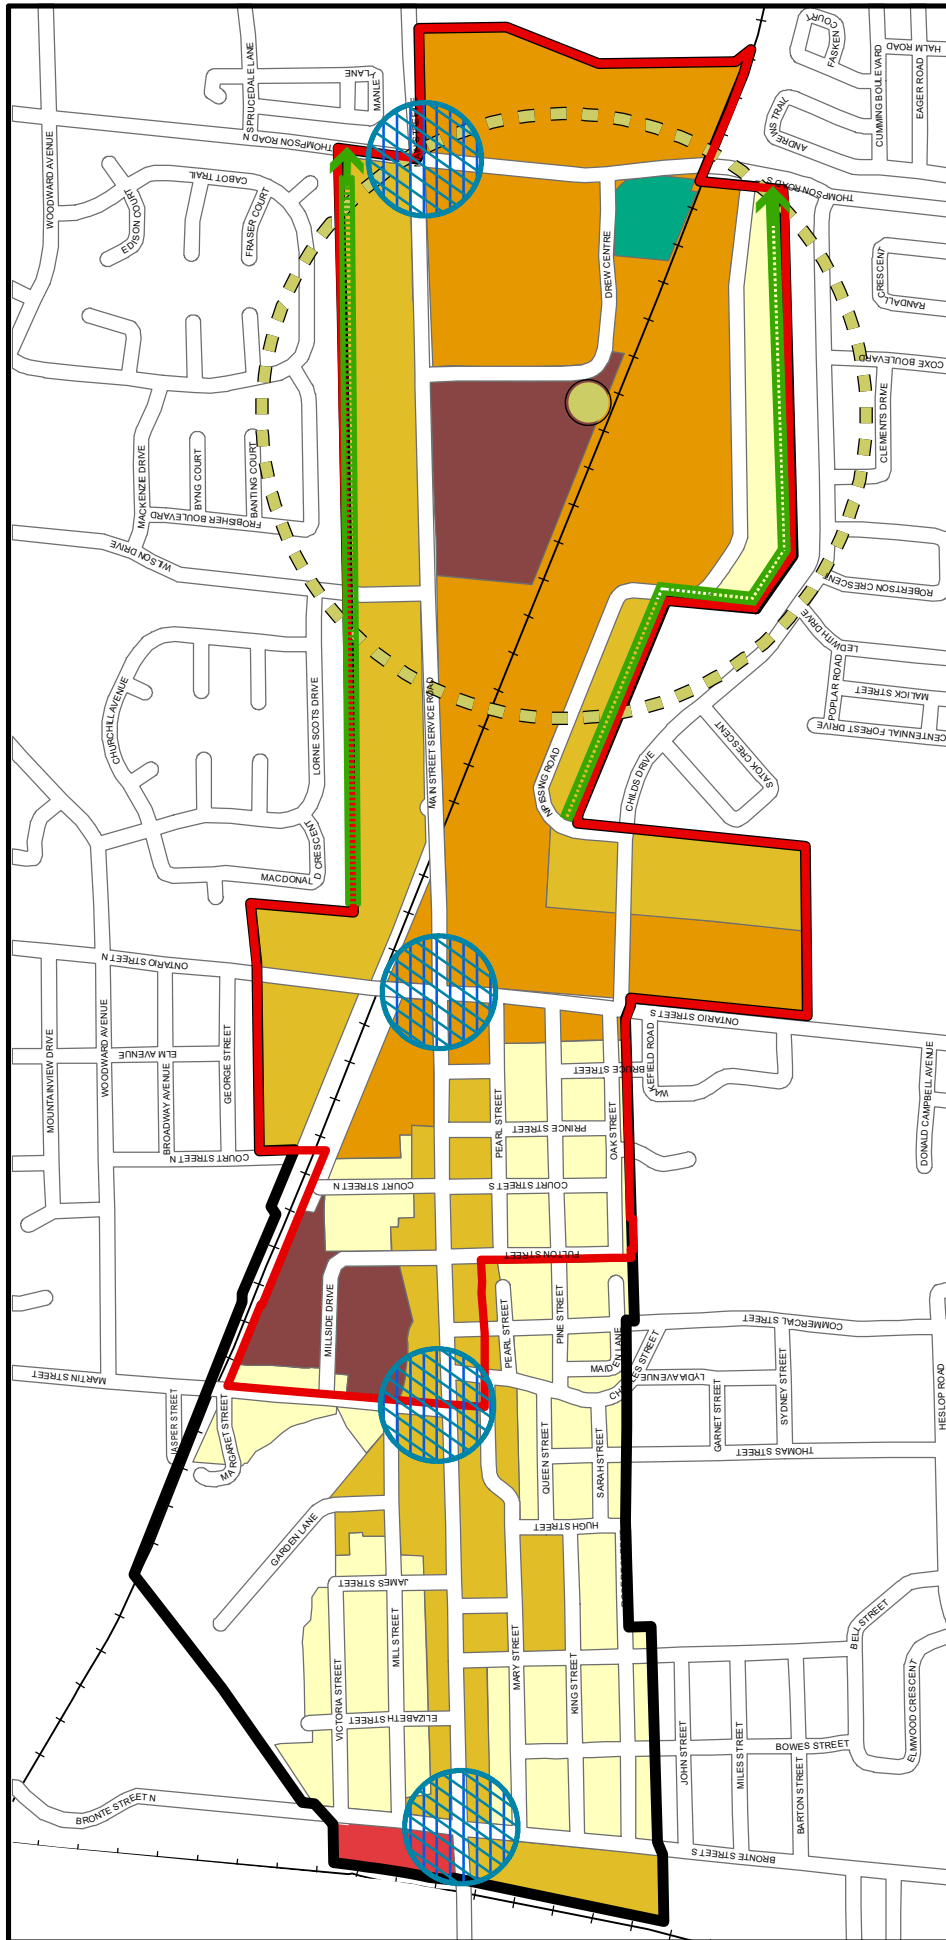 COURT
FASKEN
HALM ROAD
CUMMING BOULEVARD
EAGER ROAD
SPRUCEDALE LANE
LANE
MANLE
THOMPSON ROAD N
ANDREWS TRAIL
WOODWARD AVENUE
CABOT TRAIL
EDISON COURT
FRASER COURT
THOMPSON ROAD S
DREW CENTRE
CRESCENT
RANDALL
COXE BOULEVARD
CLEMENTS DRIVE
MACKENZIE DRIVE
BYNG COURT
BANTING COURT
FROBISHER BOULEVARD
WILSON DRIVE
ROBERTSON CRESCENT
LEDWITH DRIVE
POPLAR ROAD
MALICK STREET
CENTENNIAL FOREST DRIVE
CHURCHILL AVENUE
LORNE SCOTS DRIVE
MAIN STREET SERVICE ROAD
NIPISSING ROAD
CHILDS DRIVE
SATOK CRESCENT
MACDONAL
D CRESCENT
ONTARIO STREET N
ONTARIO STREET S
MOUNTAINVIEW DRIVE
WOODWARD AVENUE
ELM AVENUE
BROADWAY AVENUE
GEORGE STREET
COURT STREET N
PEARL STREET
BRUCE STREET
WA
KEFIELD ROAD
PRINCE STREET
OAK STREET
DONALD CAMPBELL AVENUE
COURT STREET N
COURT STREET S
FULTON STREET
MILLSIDE DRIVE
PEARL STREET
PINE STREET
MAID
EN LANE
CHARLES STREET
COMMERCIAL STREET
LYDIA AVENUE
GARNET STREET
SYDNEY STREET
HESLOP ROAD
MARTIN STREET
JASPER STREET
MARGARET STREET
QUEEN STREET
SARAH STREET
THOMAS STREET
GARDEN LANE
HUGH STREET
JAMES STREET
MILL STREET
VICTORIA STREET
ELIZABETH STREET
MARY STREET
KING STREET
BELL STREET
ELMWOOD CRESCENT
JOHN STREET
MILES STREET
BOWES STREET
BARTON STREET
BRONTE STREET N
BRONTE STREET S